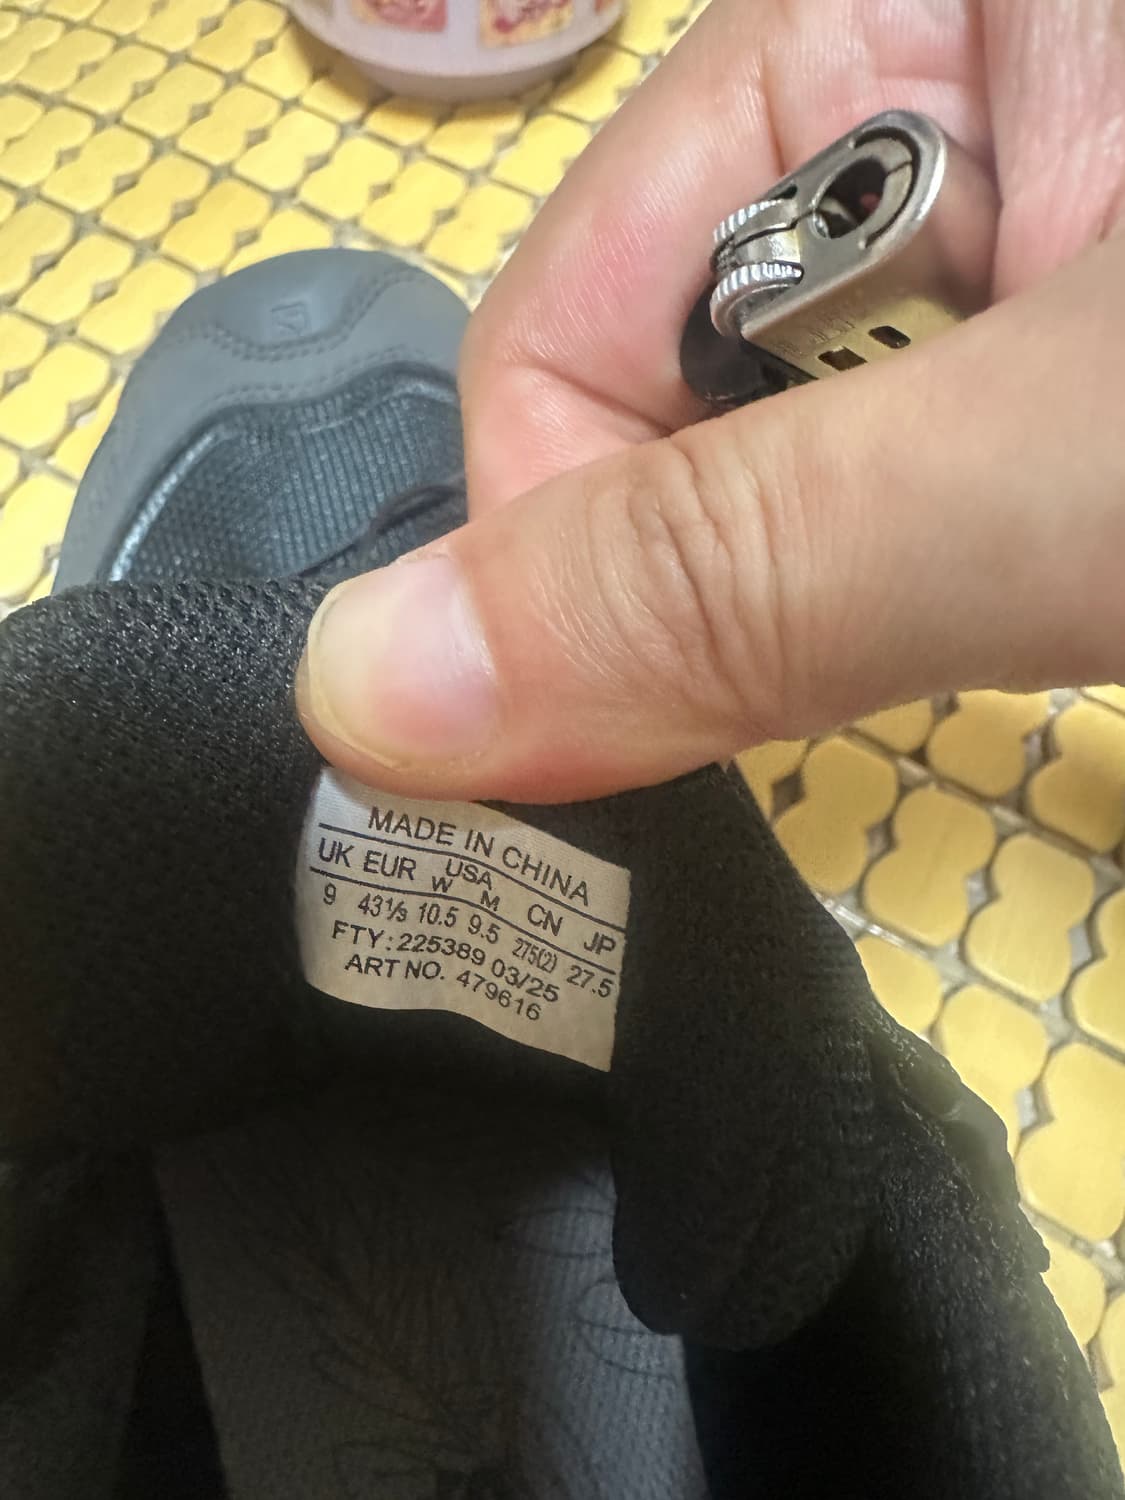 MADE IN CHINA
UK EUR USA CN JP
W M
9 43⅓ 10.5 9.5 275(2) 27.5
FTY: 225389 03/25
ART NO. 479616